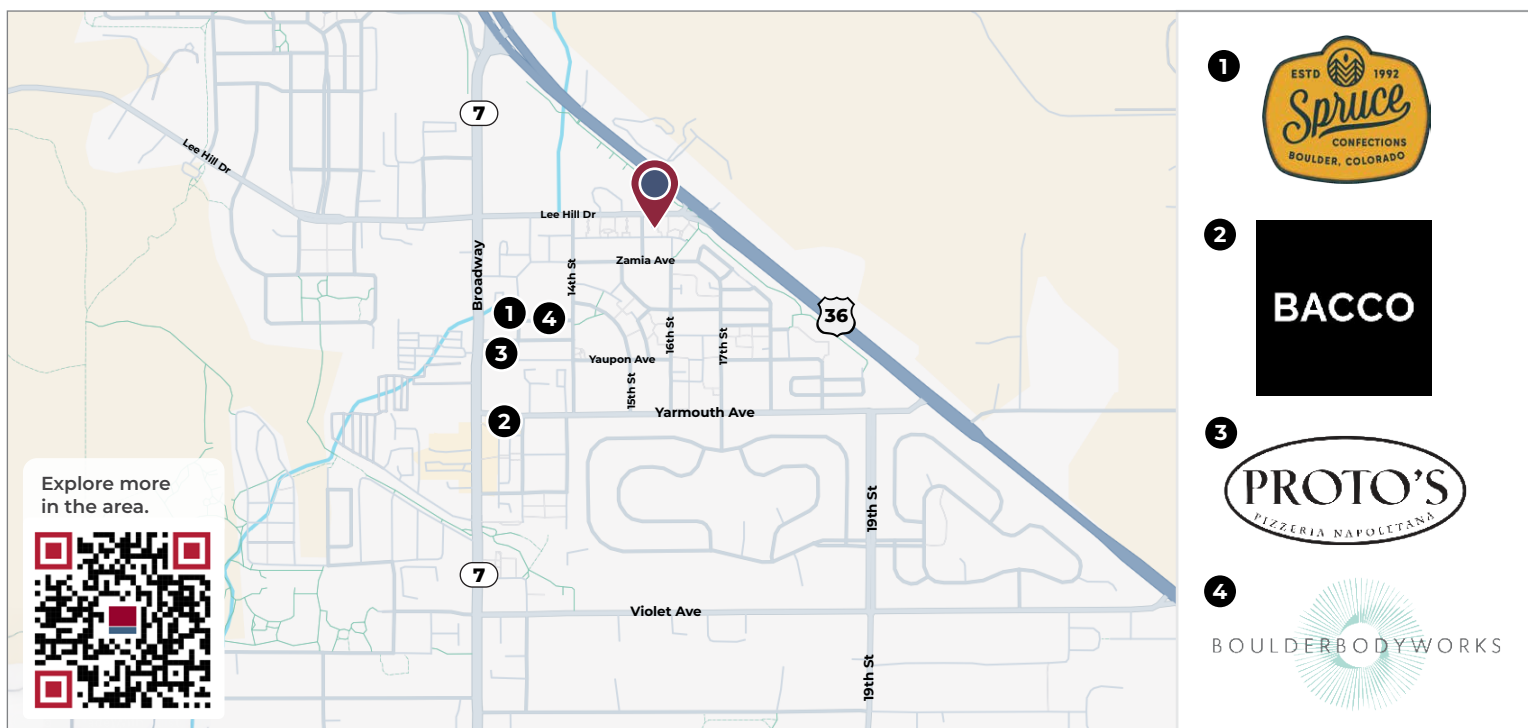 7
Lee Hill Dr
Lee Hill Dr
Broadway
14th St
Zamia Ave
1
4
3
16th St
17th St
36
Yaupon Ave
15th St
2
Yarmouth Ave
19th St
7
Violet Ave
19th St
Explore more
in the area.
1
ESTD 1992
Spruce
CONFECTIONS
BOULDER, COLORADO
2
BACCO
3
PROTO'S
PIZZERIA NAPOLETANA
4
BOULDERBODYWORKS